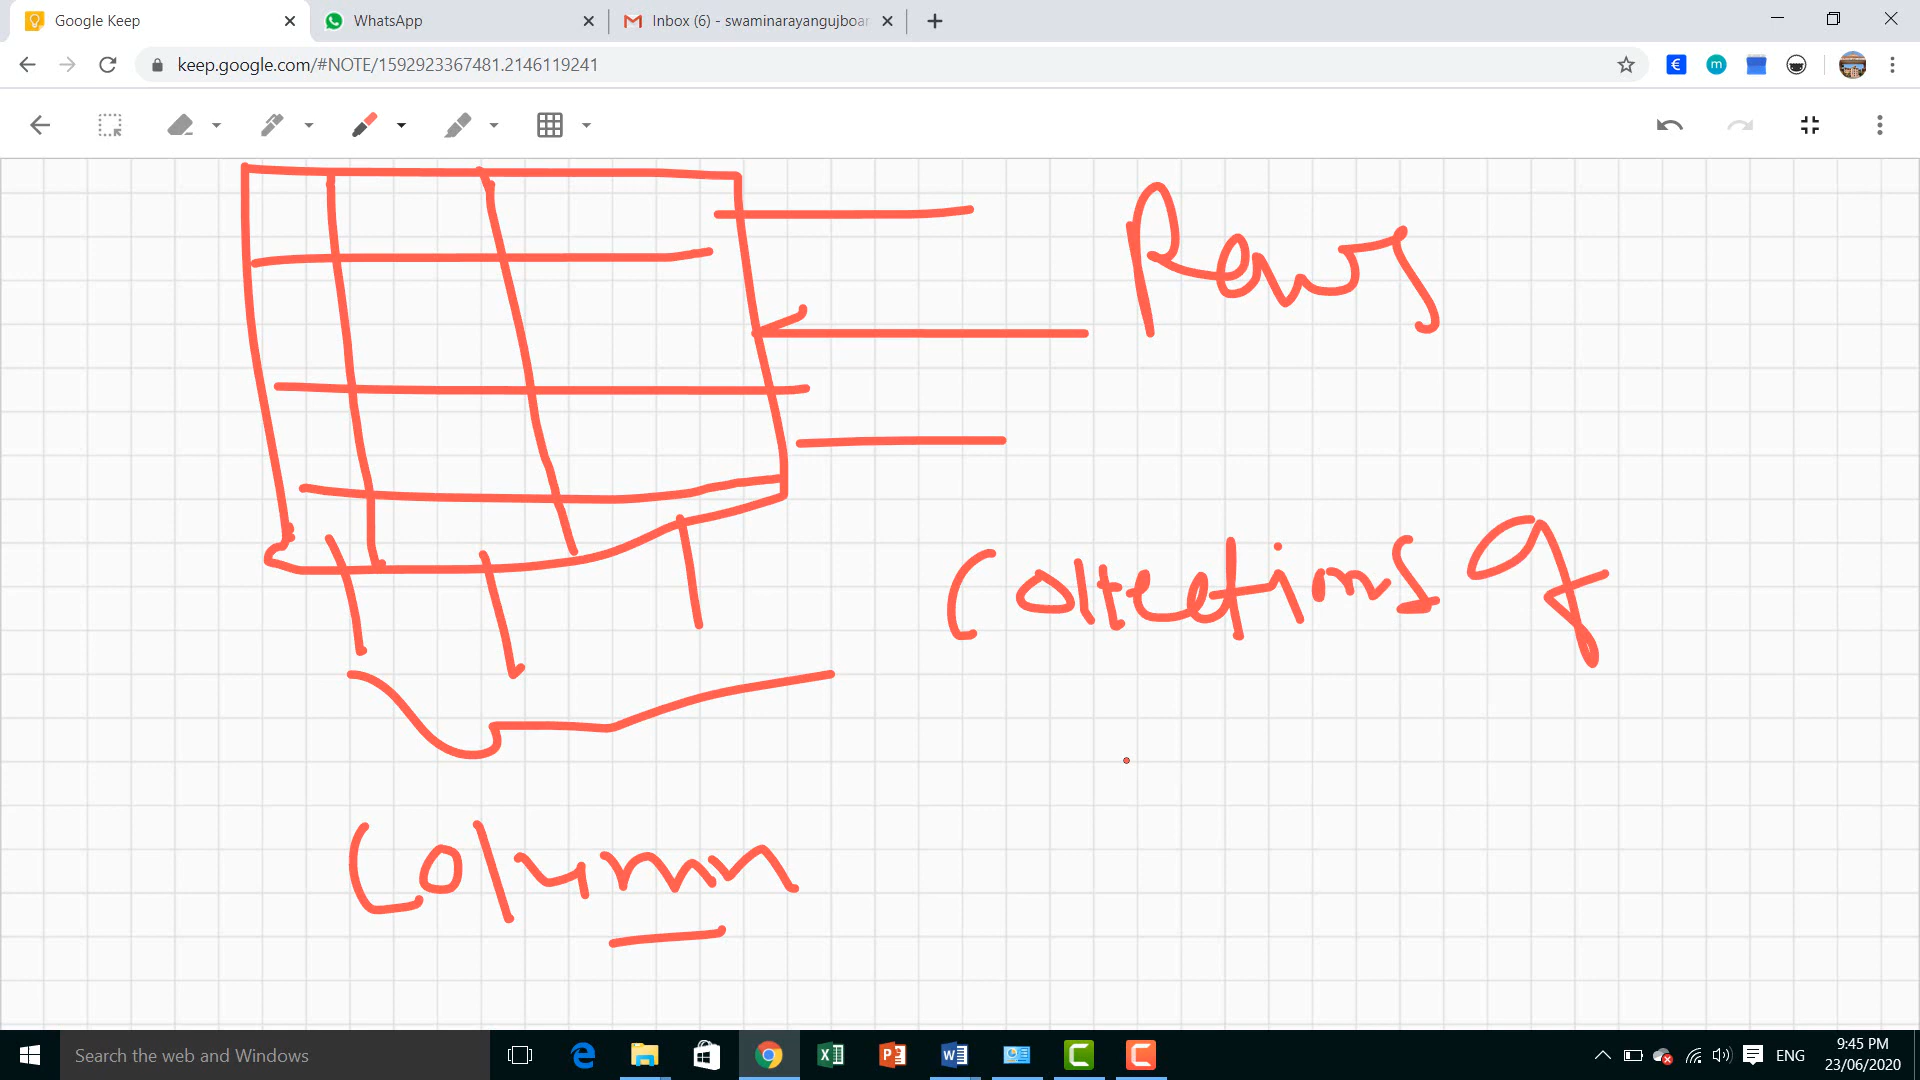 Google Keep
WhatsApp
Inbox (6) - swaminarayangujboar
keep.google.com/#NOTE/1592923367481.2146119241
€
m
Rows
Collections of
Column
Search the web and Windows
ENG
9:45 PM
23/06/2020